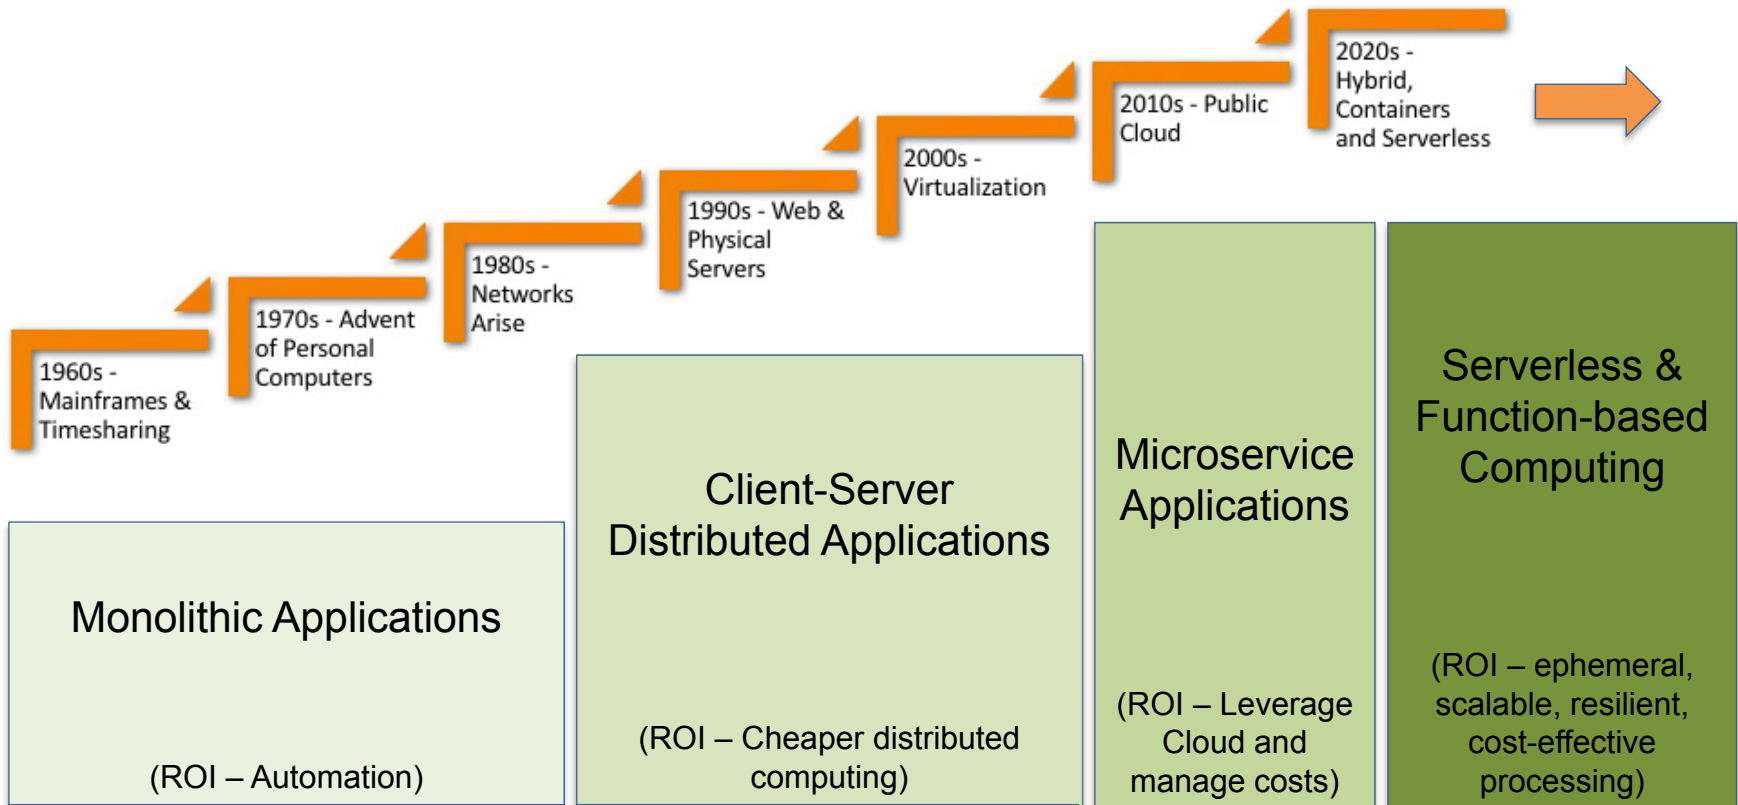 1960s -
Mainframes &
Timesharing
1970s - Advent
of Personal
Computers
1980s -
Networks
Arise
1990s - Web &
Physical
Servers
2000s -
Virtualization
2010s - Public
Cloud
2020s -
Hybrid,
Containers
and Serverless
Monolithic Applications
(ROI – Automation)
Client-Server
Distributed Applications
(ROI – Cheaper distributed
computing)
Microservice
Applications
(ROI – Leverage
Cloud and
manage costs)
Serverless &
Function-based
Computing
(ROI – ephemeral,
scalable, resilient,
cost-effective
processing)